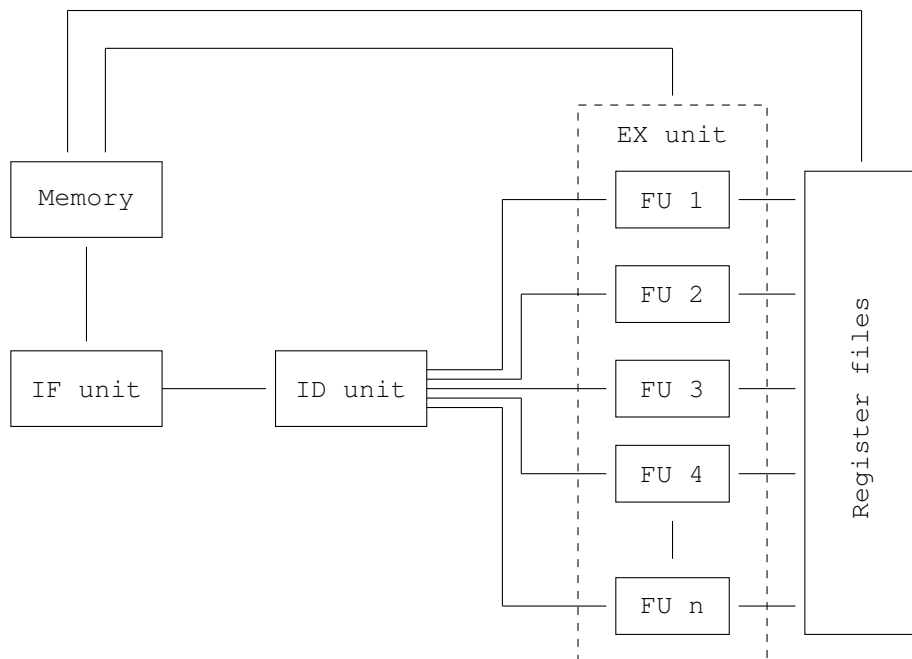 EX unit
Memory
FU 1
FU 2
IF unit
ID unit
FU 3
FU 4
FU n
Register files